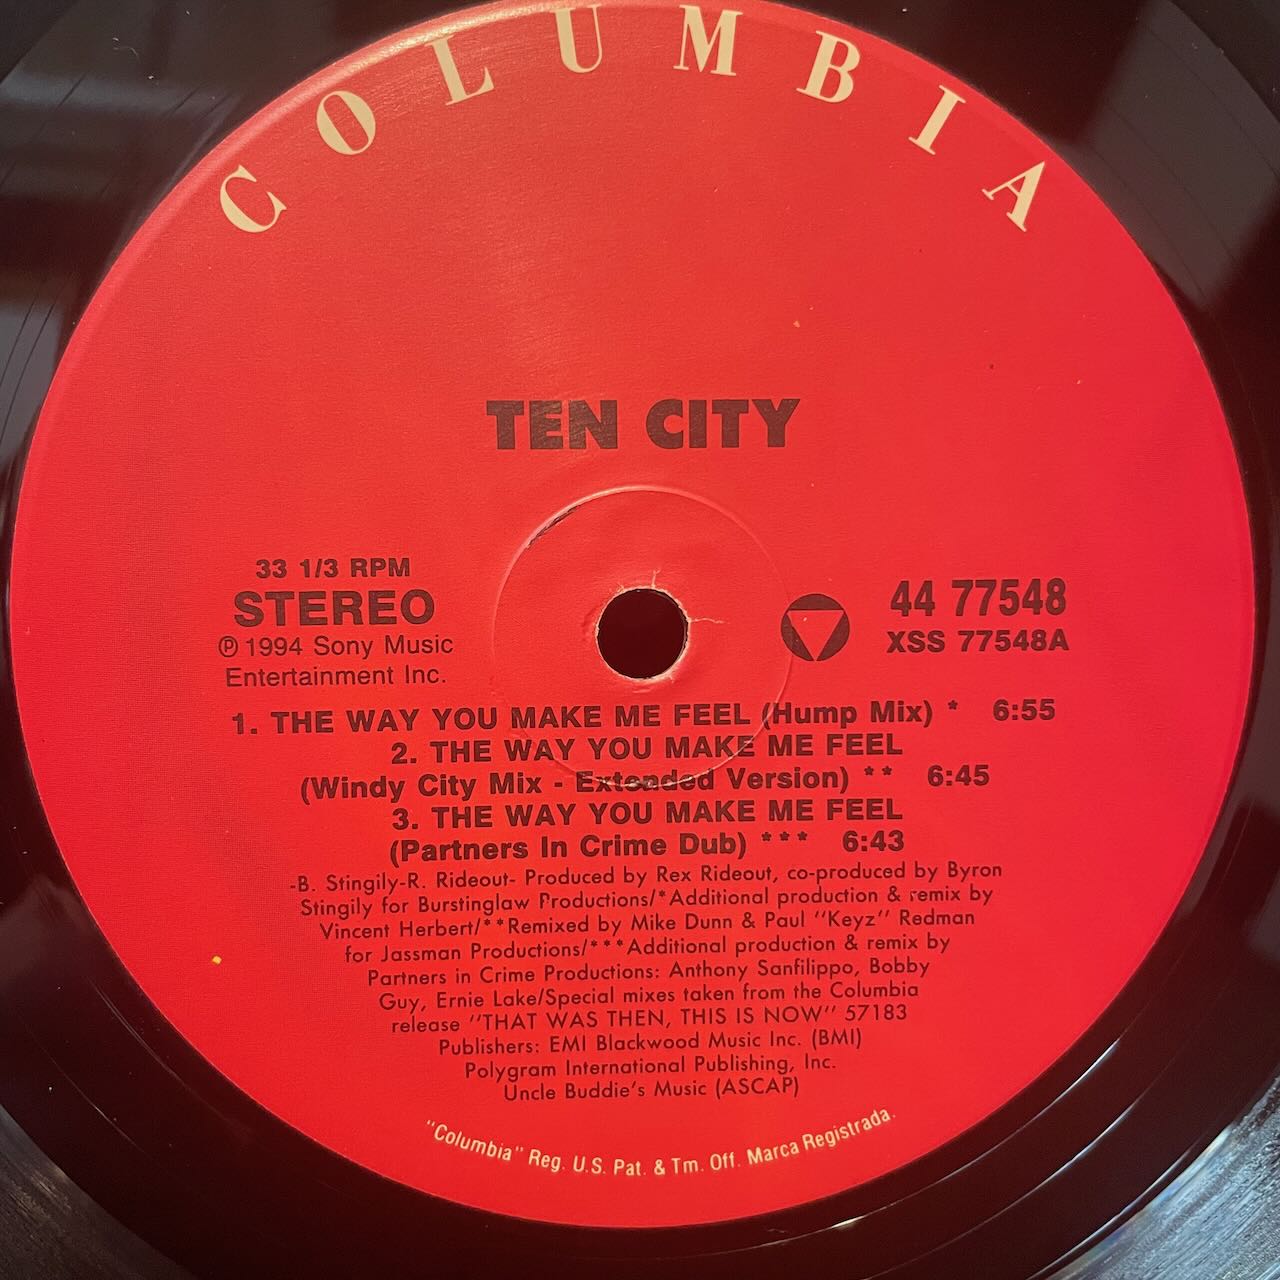 COLUMBIA
TEN CITY
33 1/3 RPM
STEREO
℗ 1994 Sony Music
Entertainment Inc.
44 77548
XSS 77548A
1. THE WAY YOU MAKE ME FEEL (Hump Mix) * 6:55
2. THE WAY YOU MAKE ME FEEL
(Windy City Mix - Extended Version) ** 6:45
3. THE WAY YOU MAKE ME FEEL
(Partners In Crime Dub) *** 6:43
-B. Stingily-R. Rideout- Produced by Rex Rideout, co-produced by Byron
Stingily for Burstinglaw Productions/*Additional production & remix by
Vincent Herbert/**Remixed by Mike Dunn & Paul "Keyz" Redman
for Jassman Productions/***Additional production & remix by
Partners in Crime Productions: Anthony Sanfilippo, Bobby
Guy, Ernie Lake/Special mixes taken from the Columbia
release "THAT WAS THEN, THIS IS NOW" 57183
Publishers: EMI Blackwood Music Inc. (BMI)
Polygram International Publishing, Inc.
Uncle Buddie's Music (ASCAP)
"Columbia" Reg. U.S. Pat. & Tm. Off. Marca Registrada.